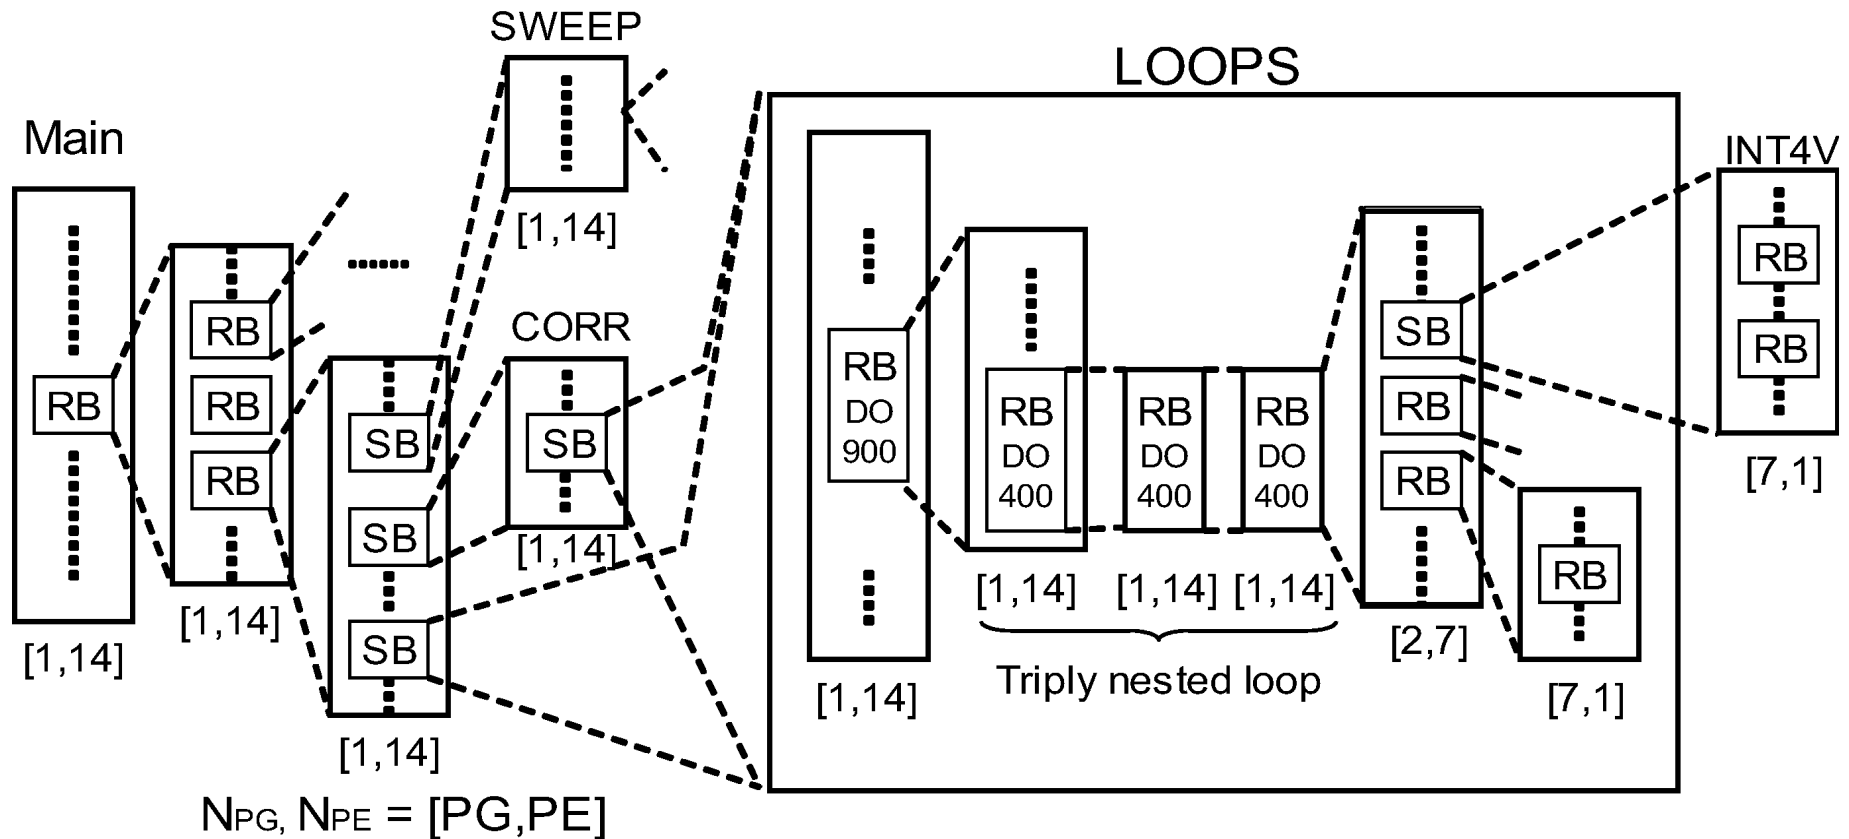 Main
RB
[1,14]
RB
RB
RB
[1,14]
SB
SB
SB
[1,14]
SWEEP
[1,14]
CORR
SB
[1,14]
LOOPS
RB
DO
900
[1,14]
RB
DO
400
[1,14]
RB
DO
400
[1,14]
RB
DO
400
[1,14]
Triply nested loop
SB
RB
RB
[2,7]
RB
[7,1]
INT4V
RB
RB
[7,1]
NPG, NPE = [PG,PE]